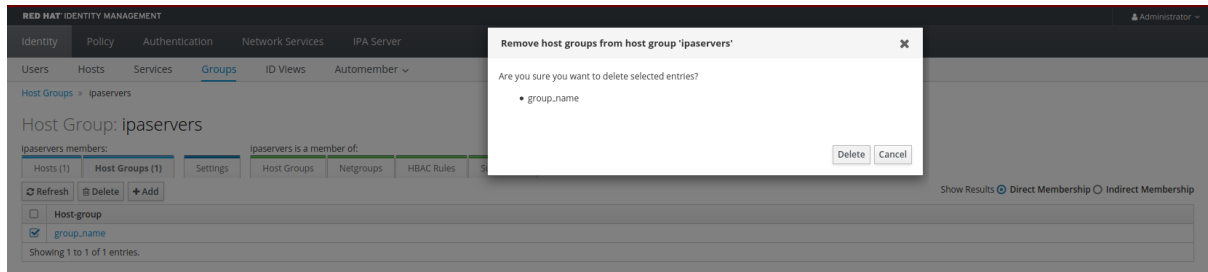 RED HAT IDENTITY MANAGEMENT Administrator
Identity Policy Authentication Network Services IPA Server
Remove host groups from host group 'ipaservers'
Users Hosts Services Groups ID Views Automember
Are you sure you want to delete selected entries?
Host Groups » ipaservers
• group_name
Host Group: ipaservers
ipaservers members: ipaservers is a member of:
Delete Cancel
Hosts (1) Host Groups (1) Settings Host Groups Netgroups HBAC Rules
Refresh Delete +Add Show Results Direct Membership Indirect Membership
Host-group
group_name
Showing 1 to 1 of 1 entries.